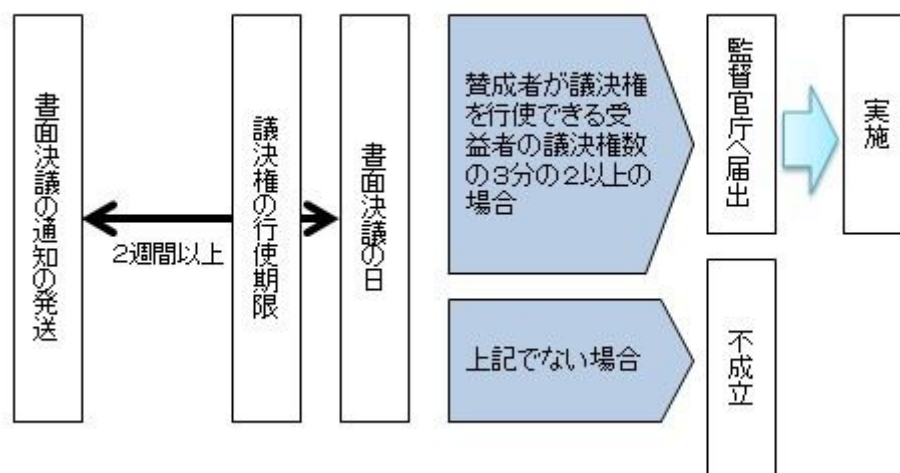 書面決議の通知の発送
2週間以上
議決権の行使期限
書面決議の日
賛成者が議決権
を行使できる受
益者の議決権数
の3分の2以上の
場合
監督官庁へ届出
実施
上記でない場合
不成立